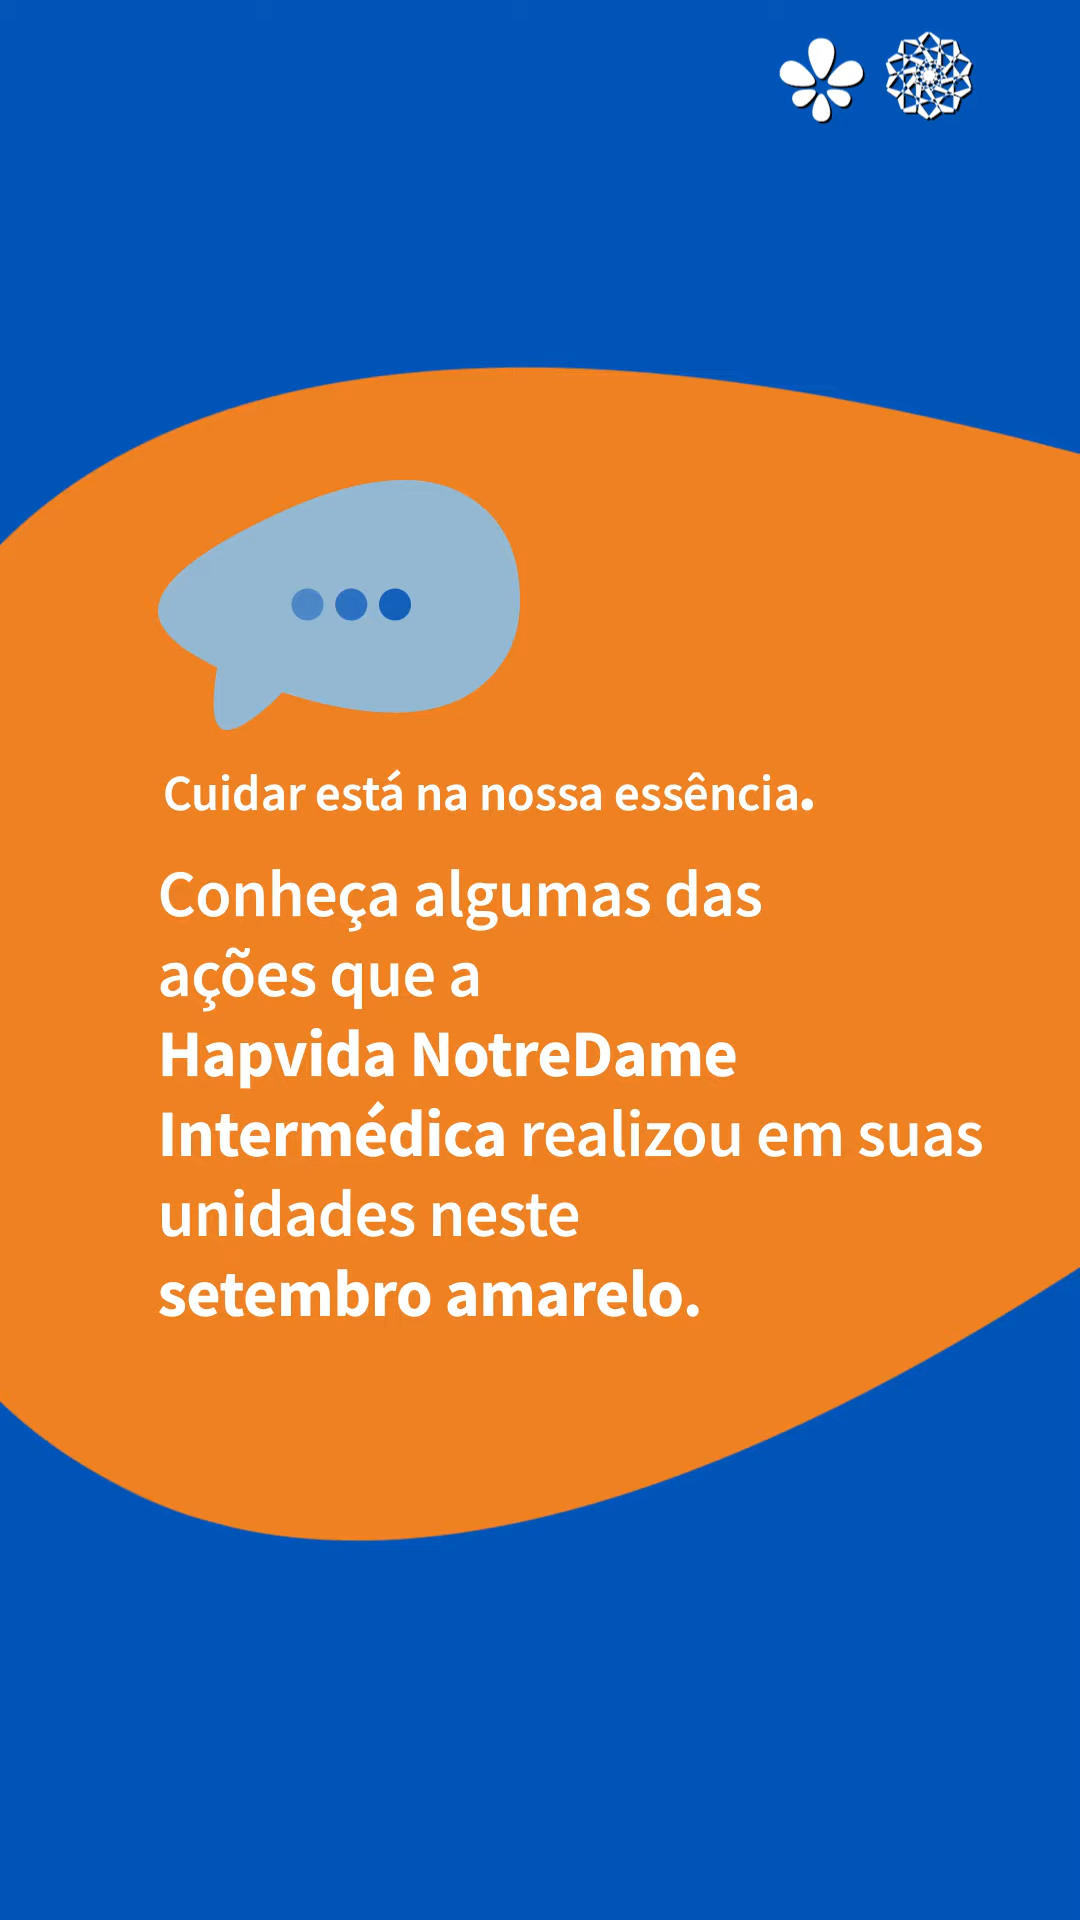 Cuidar está na nossa essência.
Conheça algumas das
ações que a
Hapvida NotreDame
Intermédica realizou em suas
unidades neste
setembro amarelo.